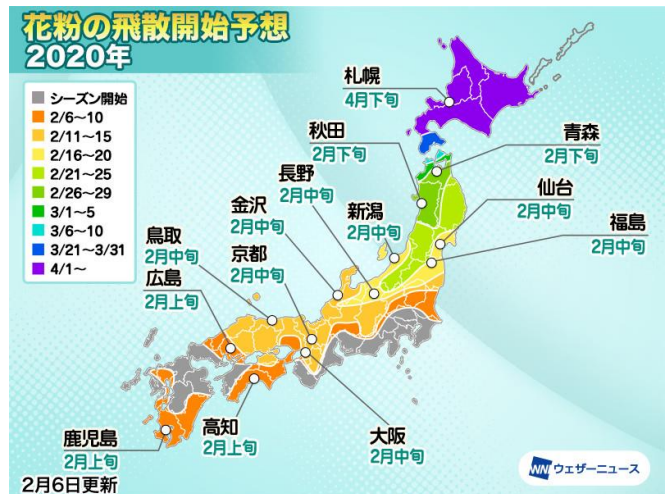 花粉の飛散開始予想
2020年
シーズン開始
2/6~10
2/11~15
2/16~20
2/21~25
2/26~29
3/1~5
3/6~10
3/21~3/31
4/1~
札幌
4月下旬
秋田
2月下旬
青森
2月下旬
長野
2月中旬
仙台
2月中旬
金沢
2月中旬
新潟
2月中旬
福島
2月中旬
鳥取
2月中旬
京都
2月中旬
広島
2月上旬
鹿児島
2月上旬
高知
2月上旬
大阪
2月中旬
2月6日更新
WN ウェザーニュース